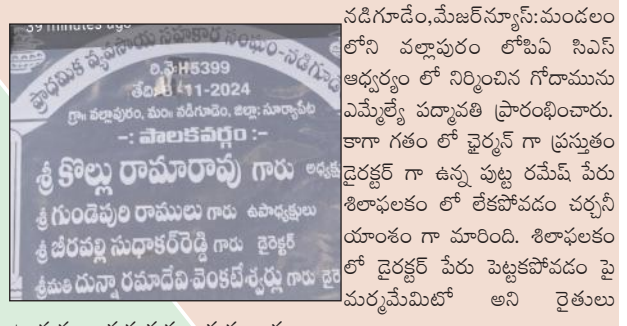 39 minutes ago
ప్రాథమిక వ్యవసాయ సహకార సంఘం-నడిగూడెం
రి.నెం:H5399
తేది: 11-2024
గ్రా॥ వల్లాపురం, మం॥ నడిగూడెం, జిల్లా: సూర్యాపేట
-: పాలకవర్గం :-
శ్రీ కొల్లు రామారావు గారు అధ్యక్ష
శ్రీ గుండెపురి రాములు గారు ఉపాధ్యక్షులు
శ్రీ బీరవల్లి సుధాకర్‌రెడ్డి గారు డైరెక్టర్
శ్రీమతి దున్నా రమాదేవి-వెంకటేశ్వర్లు గారు డైరె
నడిగూడెం,మేజర్‌న్యూస్:మండలం
లోని వల్లాపురం లోపిఏ సిఎస్
ఆధ్వర్యం లో నిర్మించిన గోదామును
ఎమ్మేల్యే పద్మావతి ప్రారంభించారు.
కాగా గతం లో ఛైర్మన్ గా ప్రస్తుతం
డైరక్టర్ గా ఉన్న పుట్ట రమేష్ పేరు
శిలాఫలకం లో లేకపోవడం చర్చనీ
యాంశం గా మారింది. శిలాఫలకం
లో డైరక్టర్ పేరు పెట్టకపోవడం పై
మర్మమేమిటో అని రైతులు